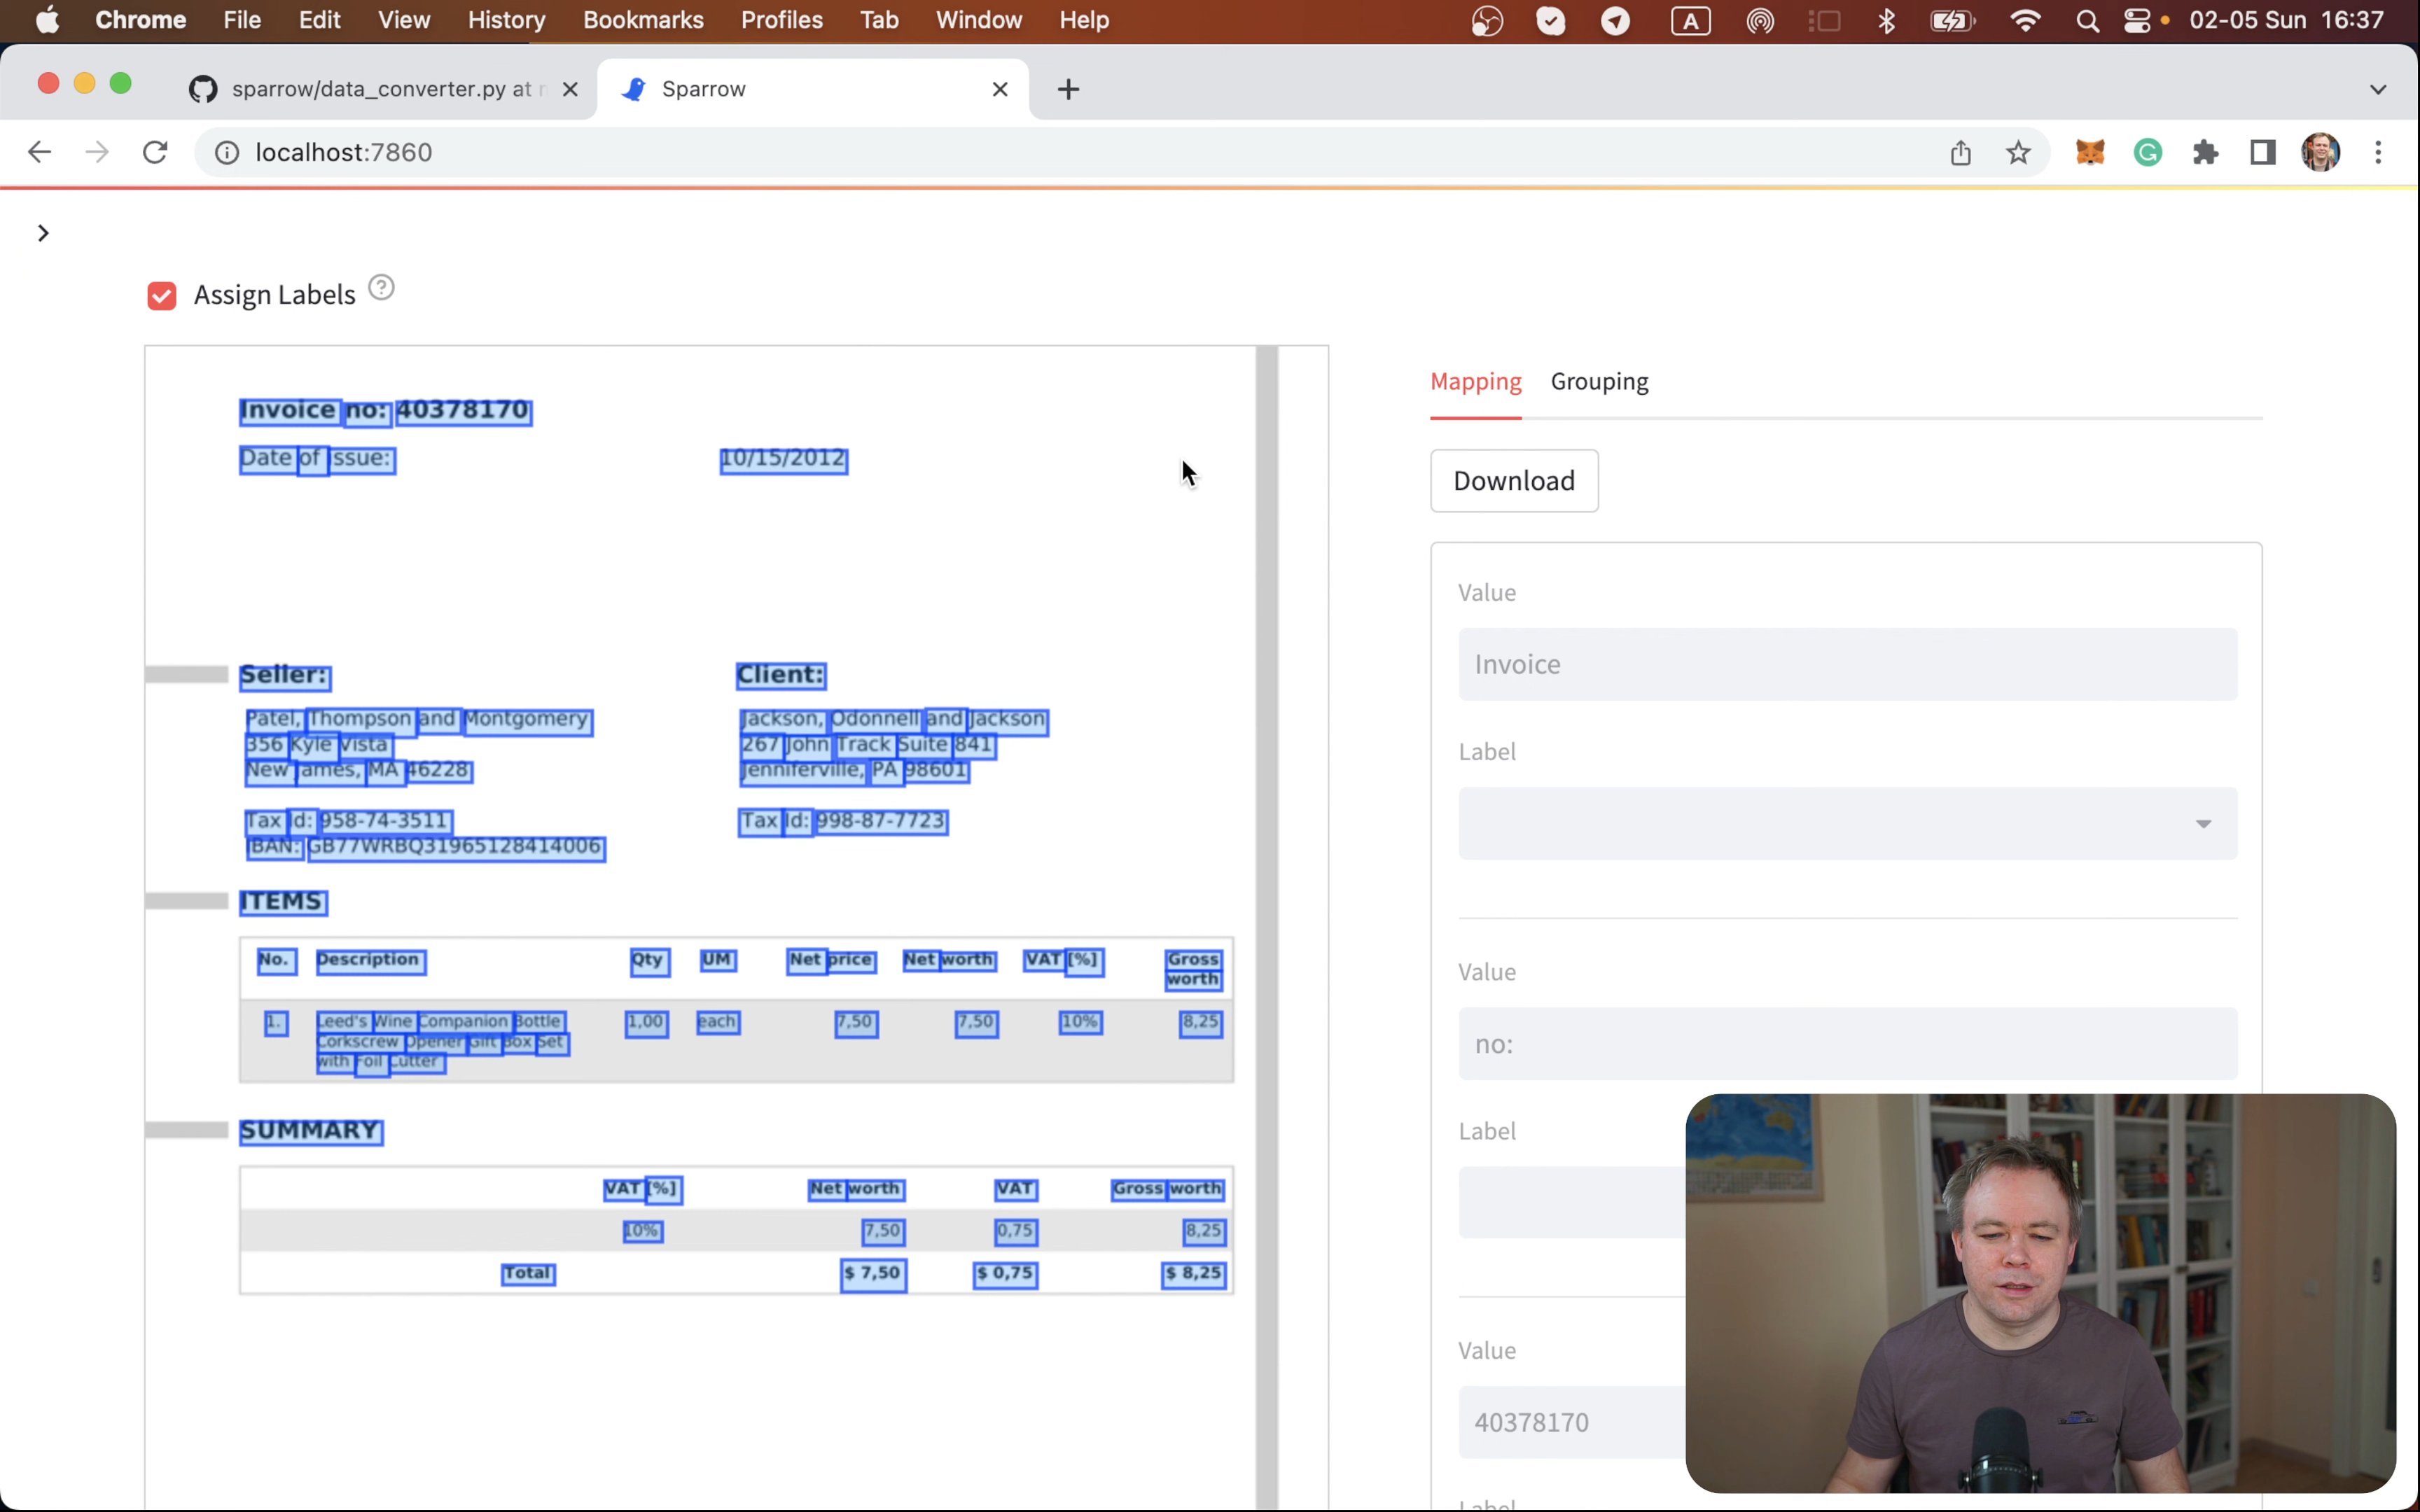 Chrome File Edit View History Bookmarks Profiles Tab Window Help A 02-05 Sun 16:37
sparrow/data_converter.py at Sparrow
localhost:7860
Assign Labels
Invoice no: 40378170
Date of issue: 10/15/2012
Seller: Client:
Patel, Thompson and Montgomery Jackson, Odonnell and Jackson
356 Kyle Vista 267 John Track Suite 841
New James, MA 46228 Jenniferville, PA 98601
Tax Id: 958-74-3511 Tax Id: 998-87-7723
IBAN: GB77WRBQ31965128414006
ITEMS
No. Description Qty UM Net price Net worth VAT [%] Gross
worth
1. Leed's Wine Companion Bottle 1,00 each 7,50 7,50 10% 8,25
Corkscrew Opener Gift Box Set
with Foil Cutter
SUMMARY
VAT [%] Net worth VAT Gross worth
10% 7,50 0,75 8,25
Total $ 7,50 $ 0,75 $ 8,25
Mapping Grouping
Download
Value
Invoice
Label
Value
no:
Label
Value
40378170
Label